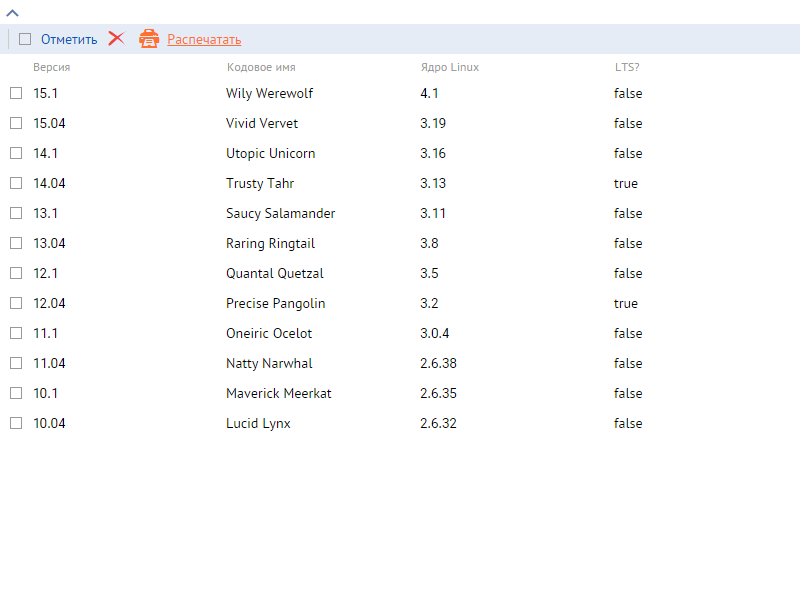 Отметить Распечатать
Версия Кодовое имя Ядро Linux LTS?
15.1 Wily Werewolf 4.1 false
15.04 Vivid Vervet 3.19 false
14.1 Utopic Unicorn 3.16 false
14.04 Trusty Tahr 3.13 true
13.1 Saucy Salamander 3.11 false
13.04 Raring Ringtail 3.8 false
12.1 Quantal Quetzal 3.5 false
12.04 Precise Pangolin 3.2 true
11.1 Oneiric Ocelot 3.0.4 false
11.04 Natty Narwhal 2.6.38 false
10.1 Maverick Meerkat 2.6.35 false
10.04 Lucid Lynx 2.6.32 false